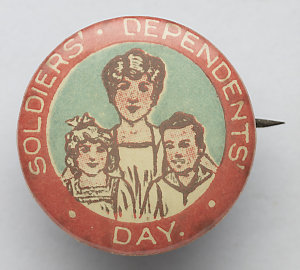 SOLDIERS' · DEPENDENTS'
· DAY. ·